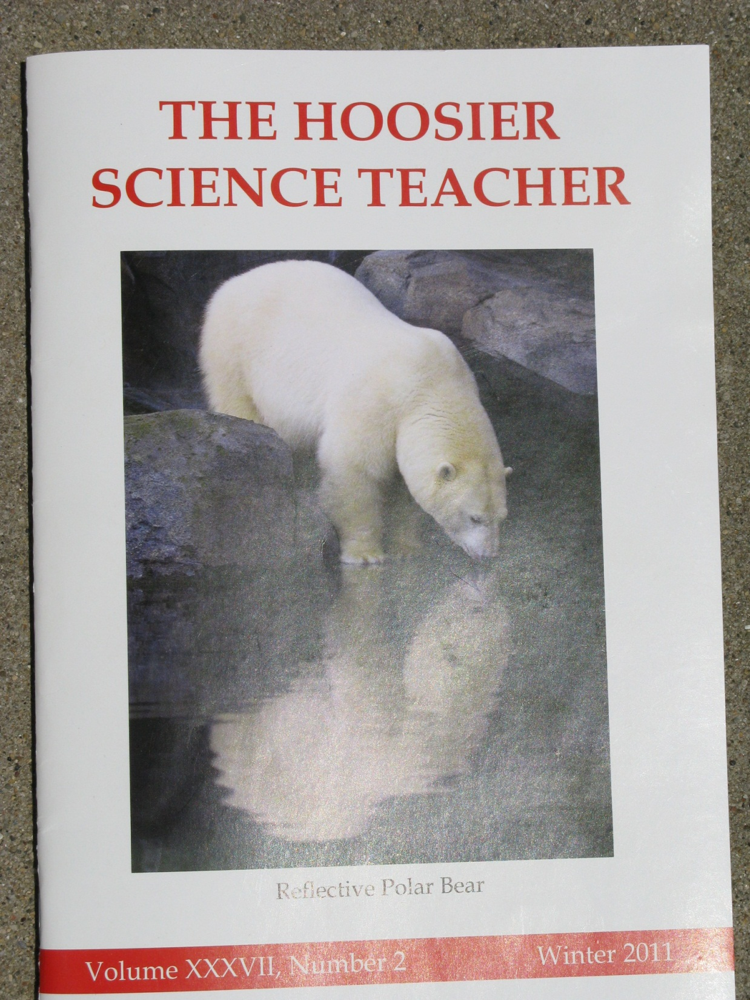 THE HOOSIER
SCIENCE TEACHER
Reflective Polar Bear
Volume XXXVII, Number 2 Winter 2011